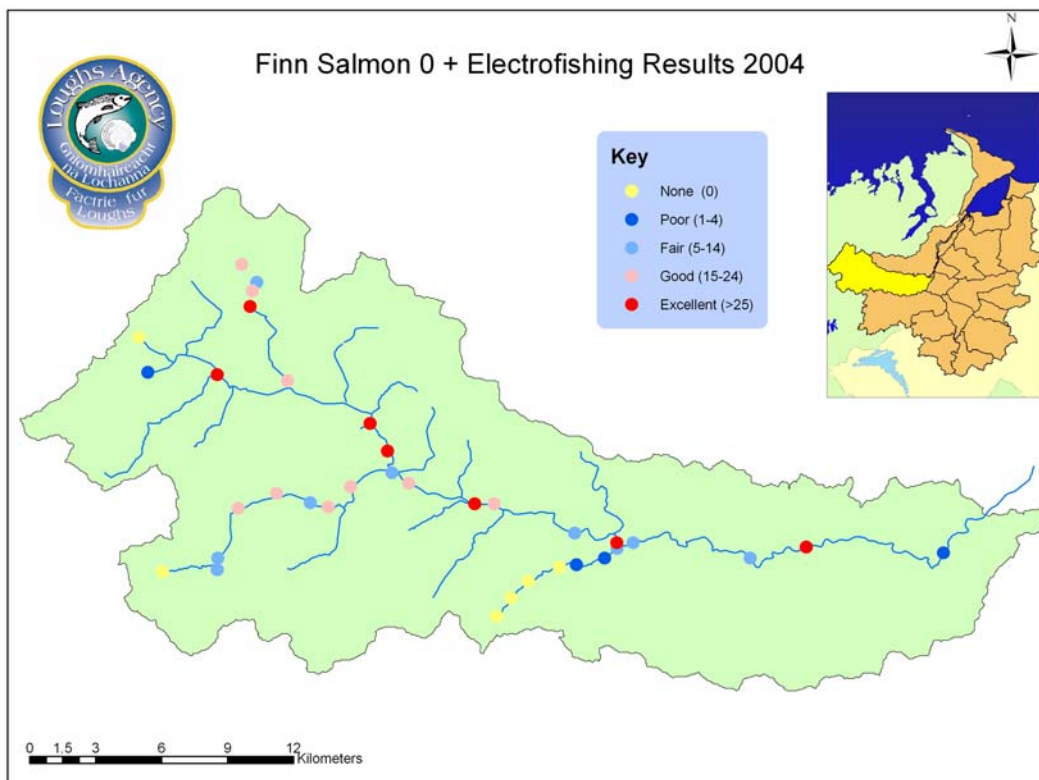 Finn Salmon 0 + Electrofishing Results 2004
N
Loughs Agency
Gníomhaireacht
na Lochanna
Factrie fur
Loughs
Key
None (0)
Poor (1-4)
Fair (5-14)
Good (15-24)
Excellent (>25)
0 1.5 3 6 9 12
Kilometers